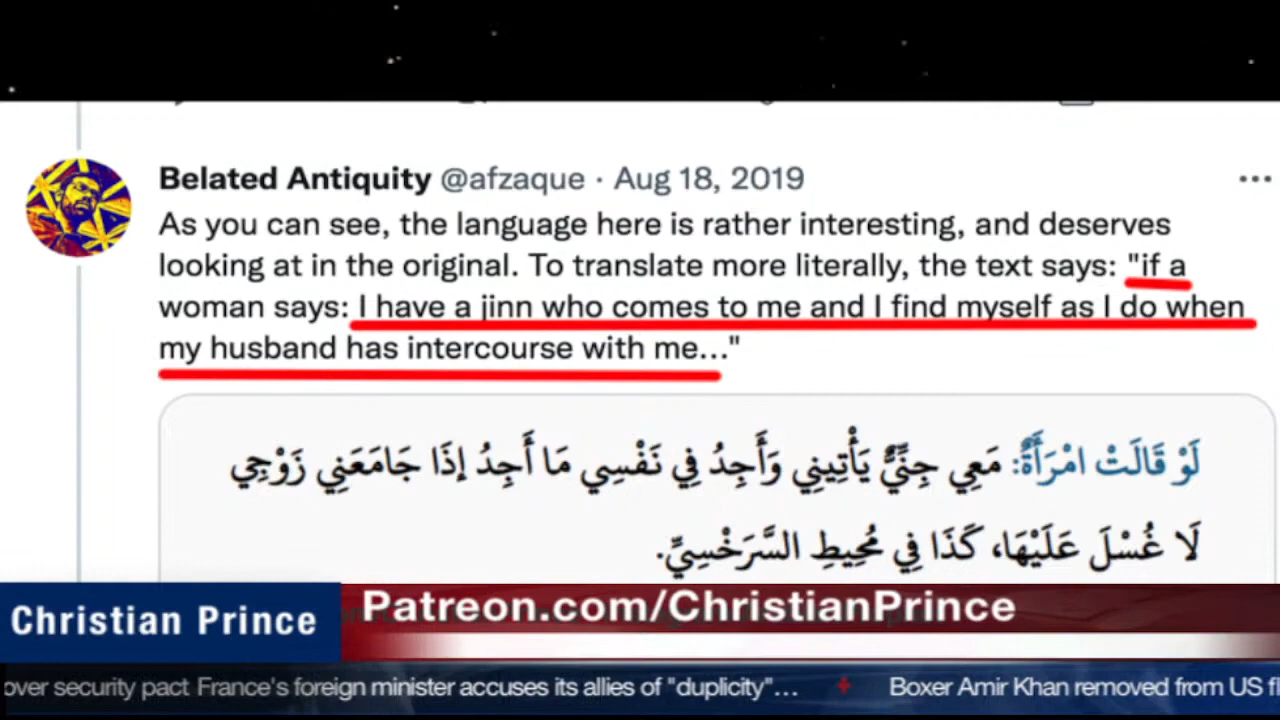 Belated Antiquity @afzaque · Aug 18, 2019
As you can see, the language here is rather interesting, and deserves
looking at in the original. To translate more literally, the text says: "if a
woman says: I have a jinn who comes to me and I find myself as I do when
my husband has intercourse with me..."
لَوْ قَالَتْ امْرَأَةٌ: مَعِي جِنِّيٌّ يَأْتِينِي وَأَجِدُ فِي نَفْسِي مَا أَجِدُ إذَا جَامَعَنِي زَوْجِي
لَا غُسْلَ عَلَيْهَا، كَذَا فِي مُحِيطِ السَّرَخْسِيِّ.
Christian Prince
Patreon.com/ChristianPrince
over security pact France's foreign minister accuses its allies of "duplicity"... + Boxer Amir Khan removed from US